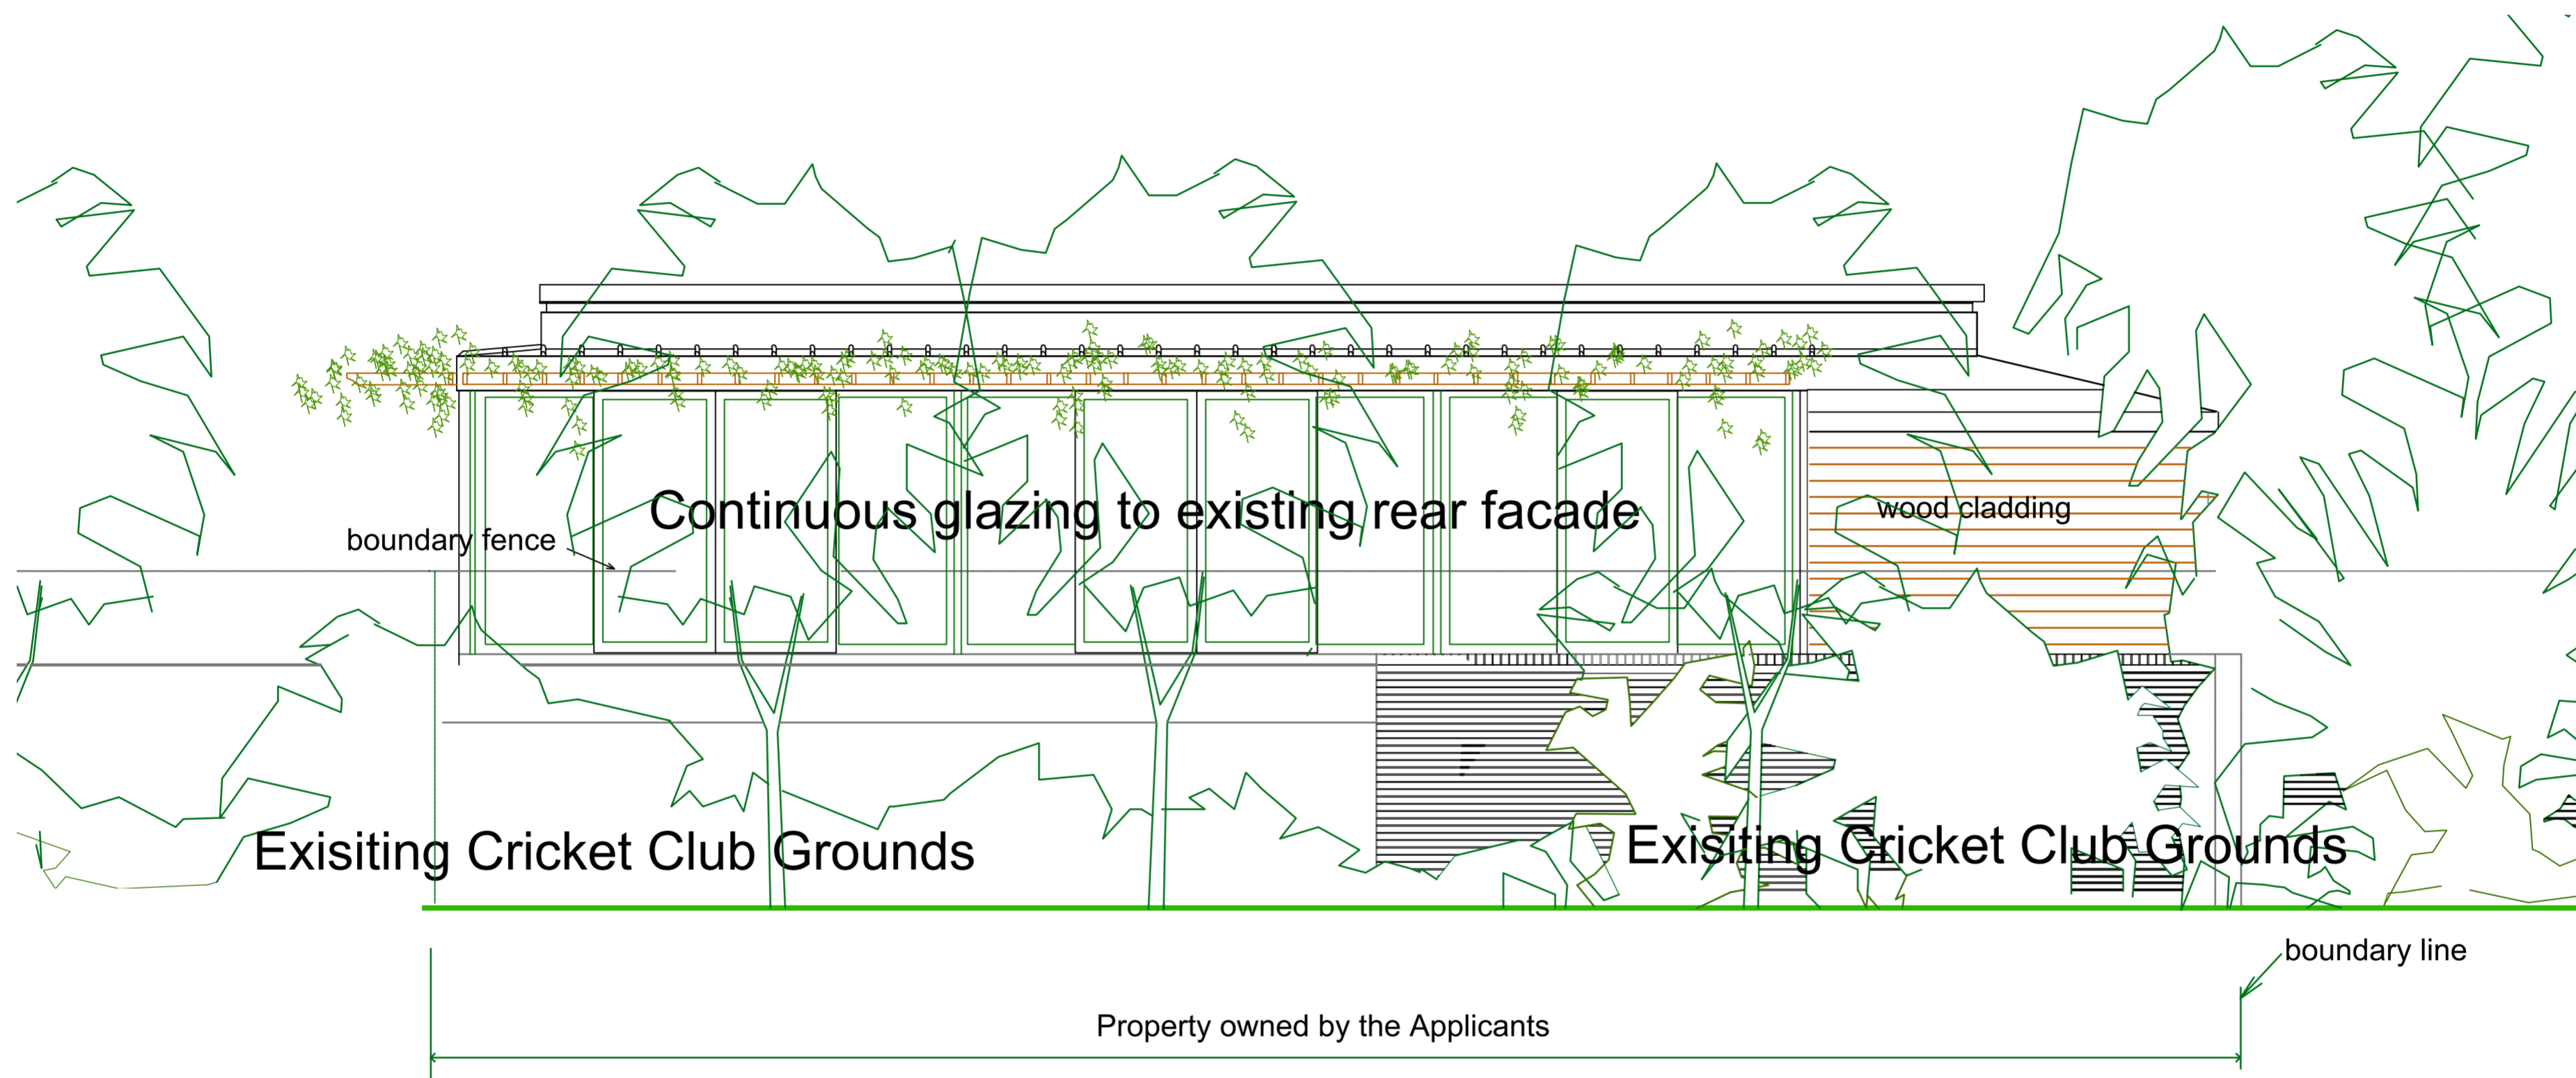 Continuous glazing to existing rear facade
wood cladding
boundary fence
Exisiting Cricket Club Grounds
Exisiting Cricket Club Grounds
boundary line
Property owned by the Applicants